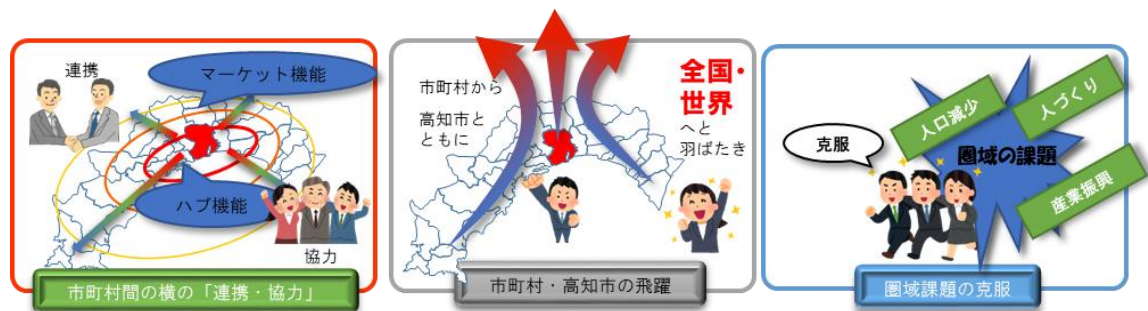 連携
マーケット機能
ハブ機能
協力
市町村間の横の「連携・協力」
市町村から
高知市と
ともに
全国・
世界
へと
羽ばたき
市町村・高知市の飛躍
克服
人口減少
人づくり
圏域の課題
産業振興
圏域課題の克服